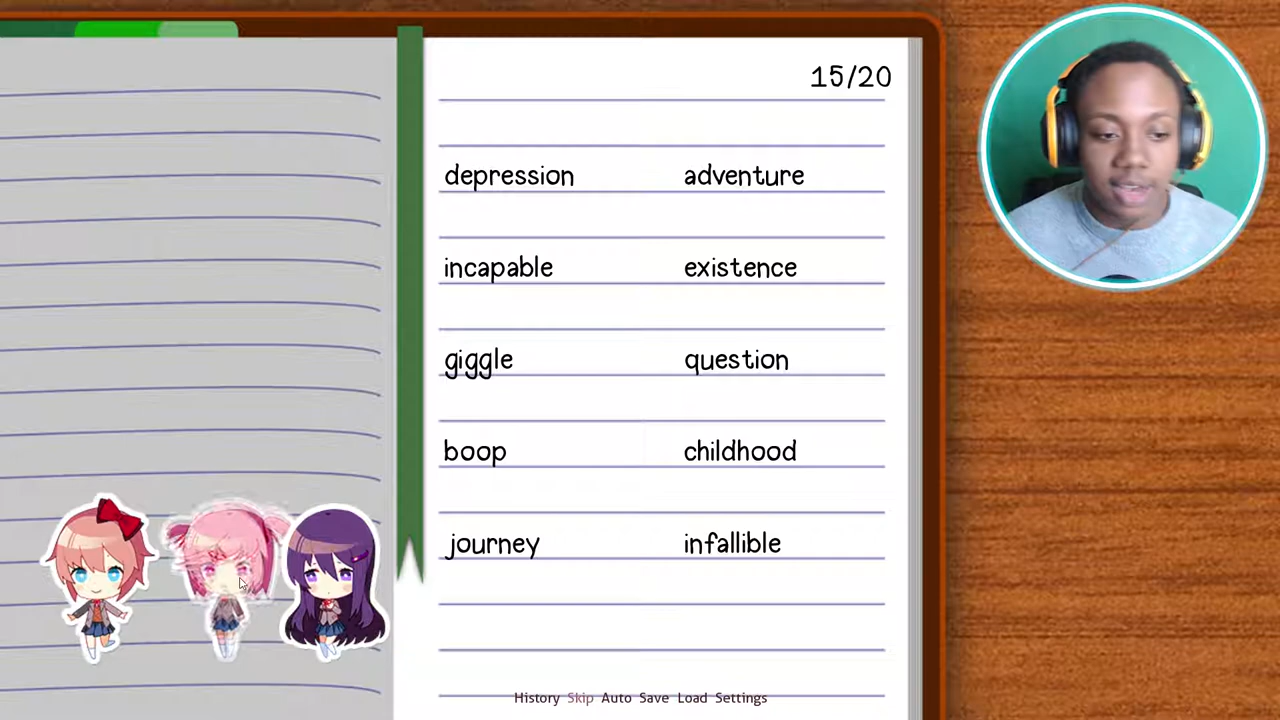 15/20
depression adventure
incapable existence
giggle question
boop childhood
journey infallible
History Skip Auto Save Load Settings